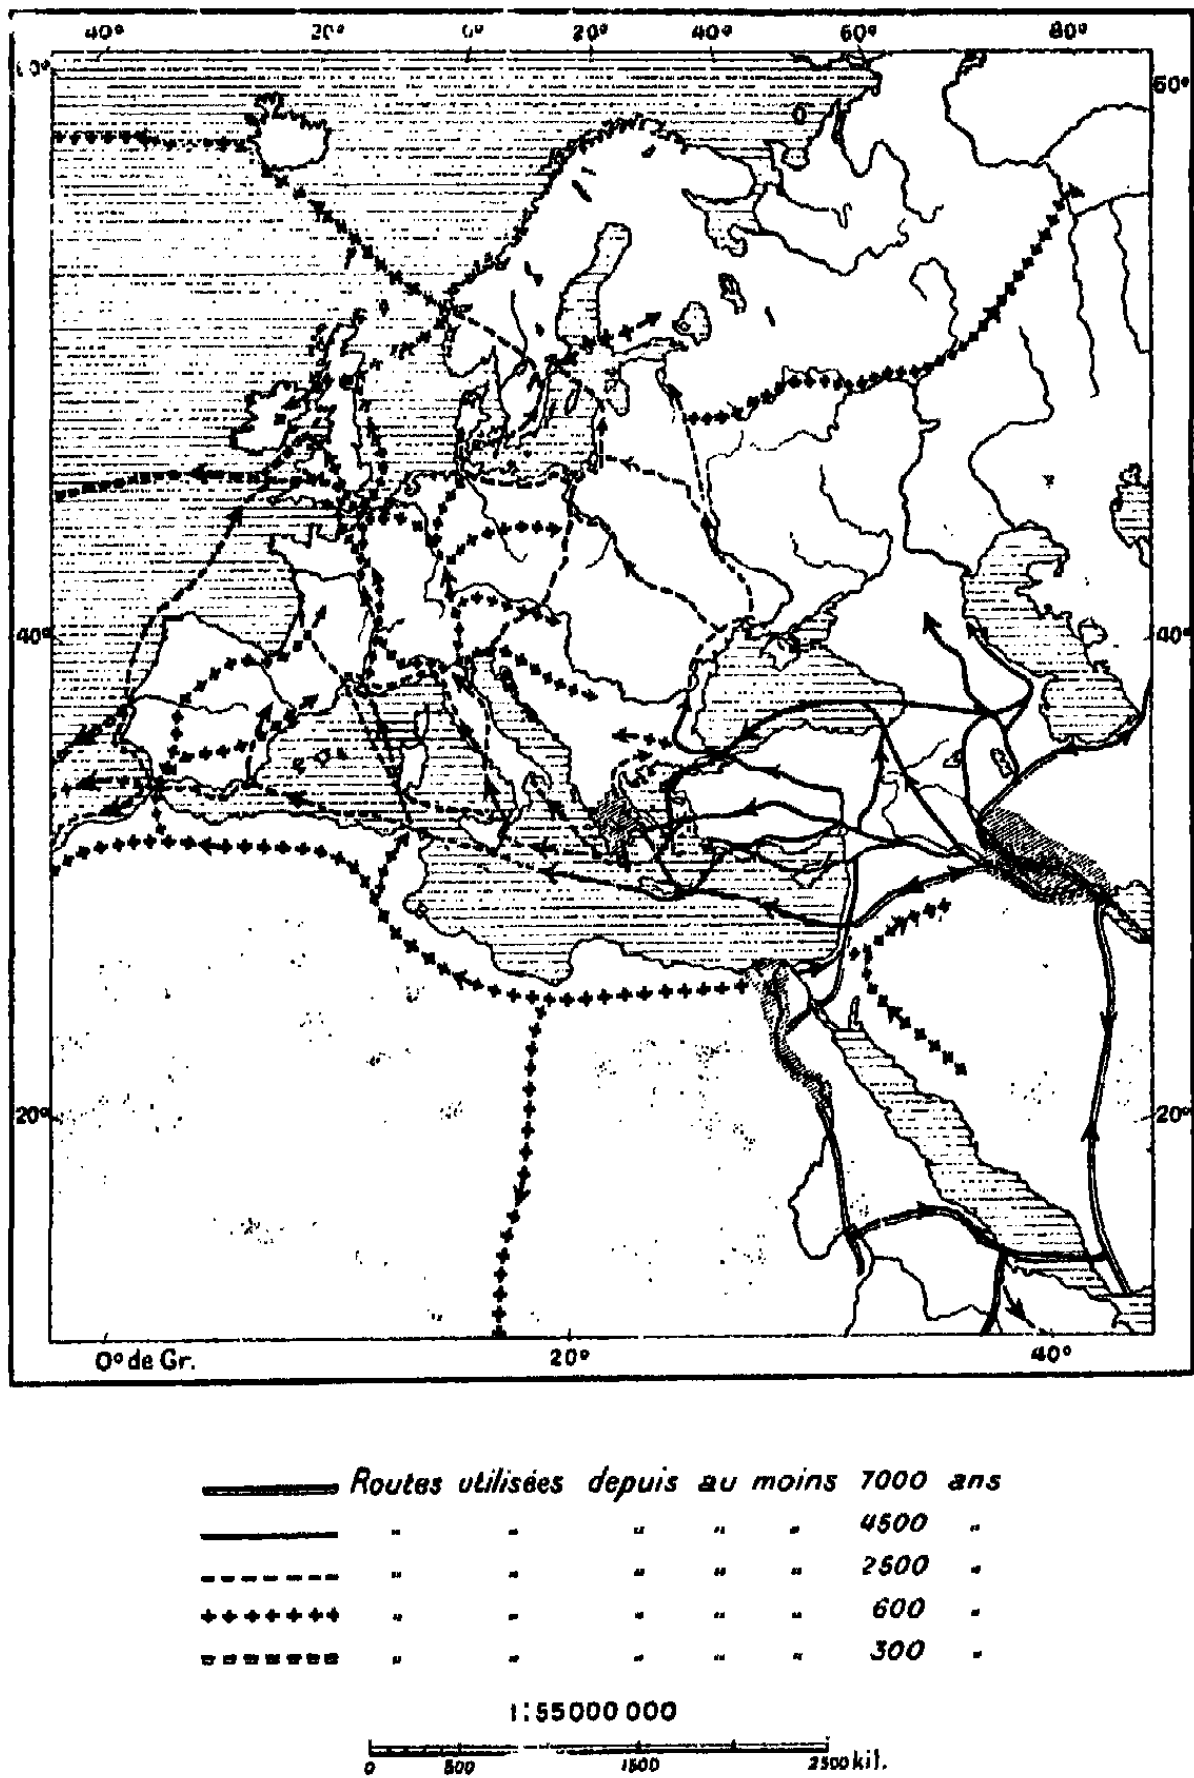 40° 20° 0° 20° 40° 60° 80°
60°
40° 40°
20° 20°
0° de Gr. 20° 40°
Routes utilisées depuis au moins 7000 ans
" " " " " 4500 "
" " " " " 2500 "
" " " " " 600 "
" " " " " 300 "
1:55000000
0 500 1500 2500 kil.